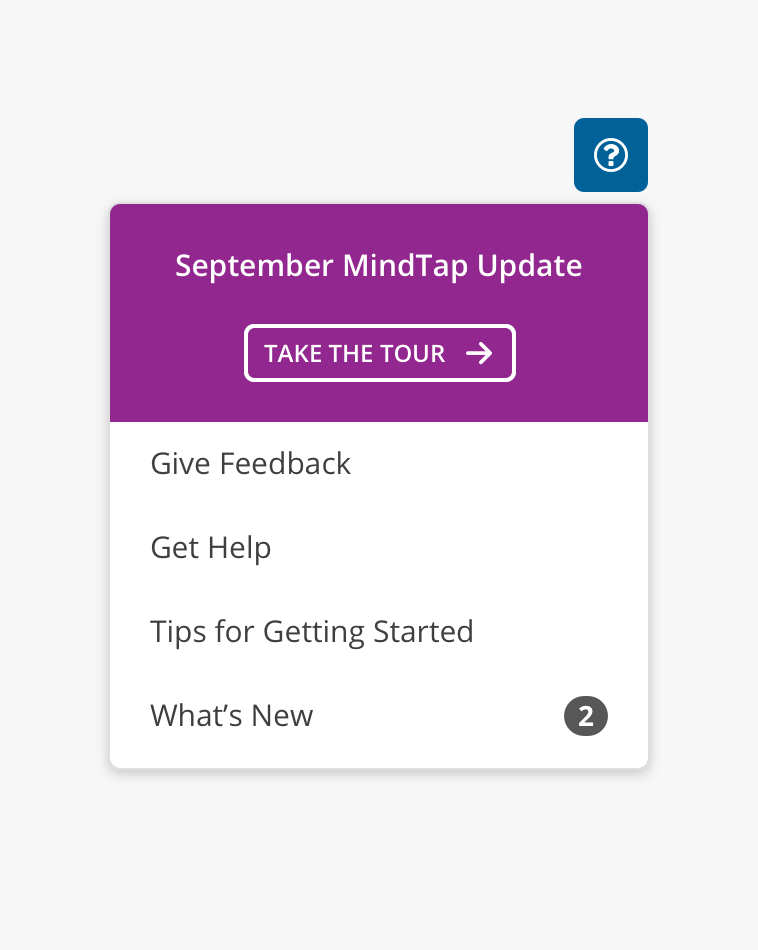 ?
September MindTap Update
TAKE THE TOUR →
Give Feedback
Get Help
Tips for Getting Started
What’s New 2